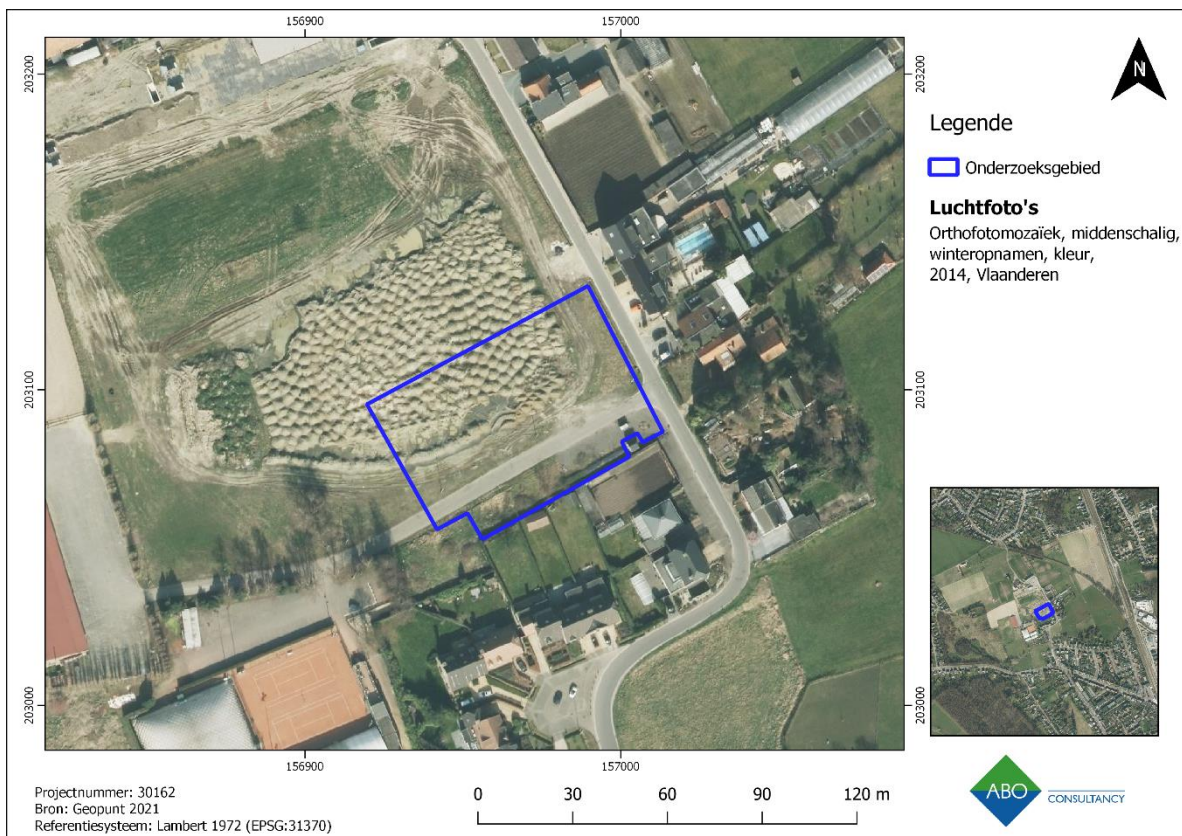 156900
157000
203200
203200
N
Legende
Onderzoeksgebied
Luchtfoto's
Orthofotomozaïek, middenschalig,
winteropnamen, kleur,
2014, Vlaanderen
203100
203100
203000
203000
156900
157000
Projectnummer: 30162
Bron: Geopunt 2021
Referentiesysteem: Lambert 1972 (EPSG:31370)
0 30 60 90 120 m
ABO CONSULTANCY